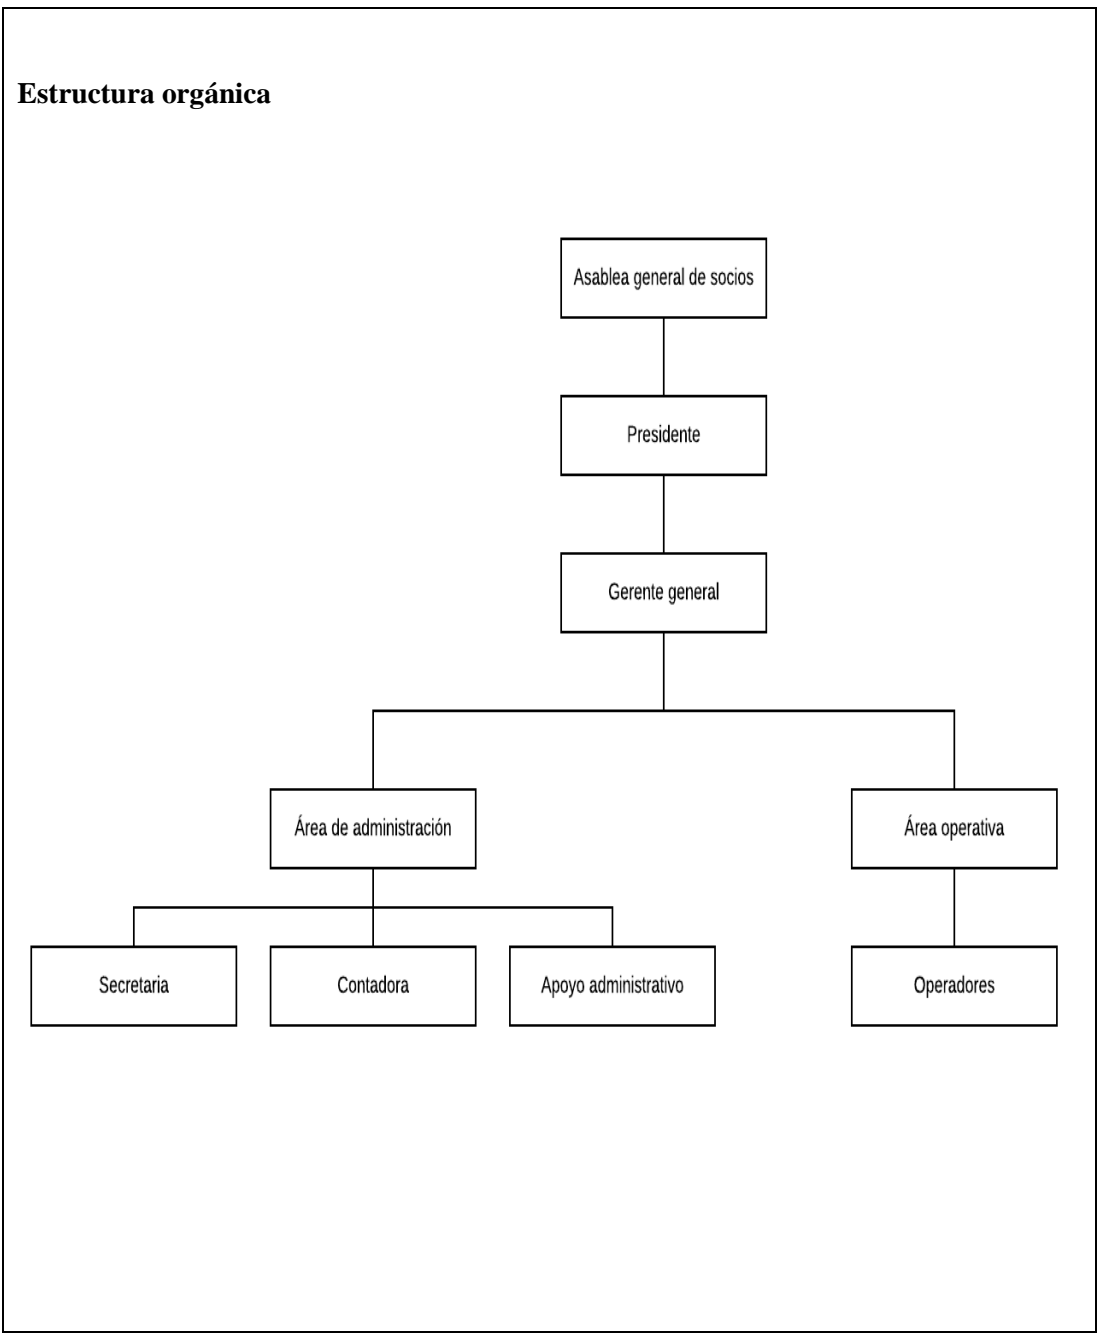 Estructura orgánica
Asablea general de socios
Presidente
Gerente general
Área de administración
Área operativa
Secretaria
Contadora
Apoyo administrativo
Operadores